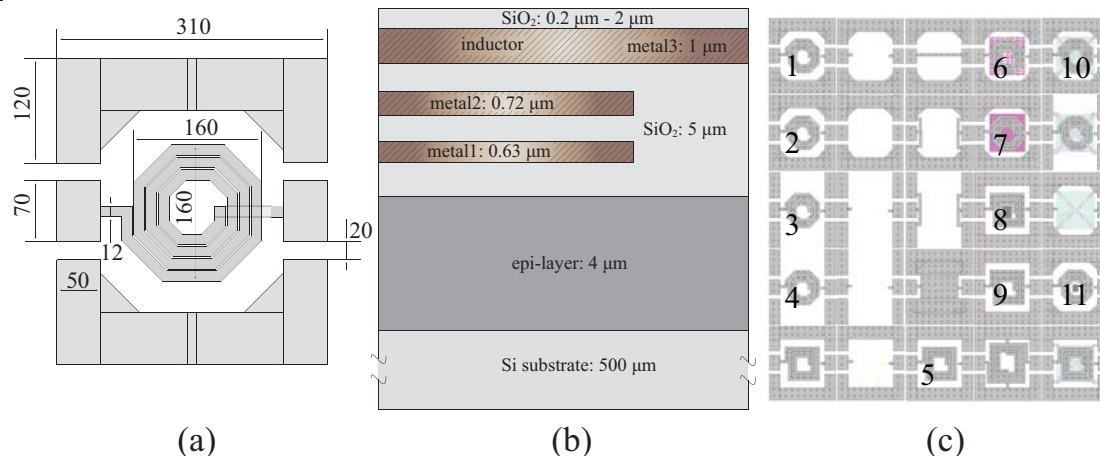 310
120
160
160
70
12
20
50
(a)
SiO₂: 0.2 μm - 2 μm
inductor metal3: 1 μm
metal2: 0.72 μm
SiO₂: 5 μm
metal1: 0.63 μm
epi-layer: 4 μm
Si substrate: 500 μm
(b)
1 6 10
2 7
3 8
4 9 11
5
(c)